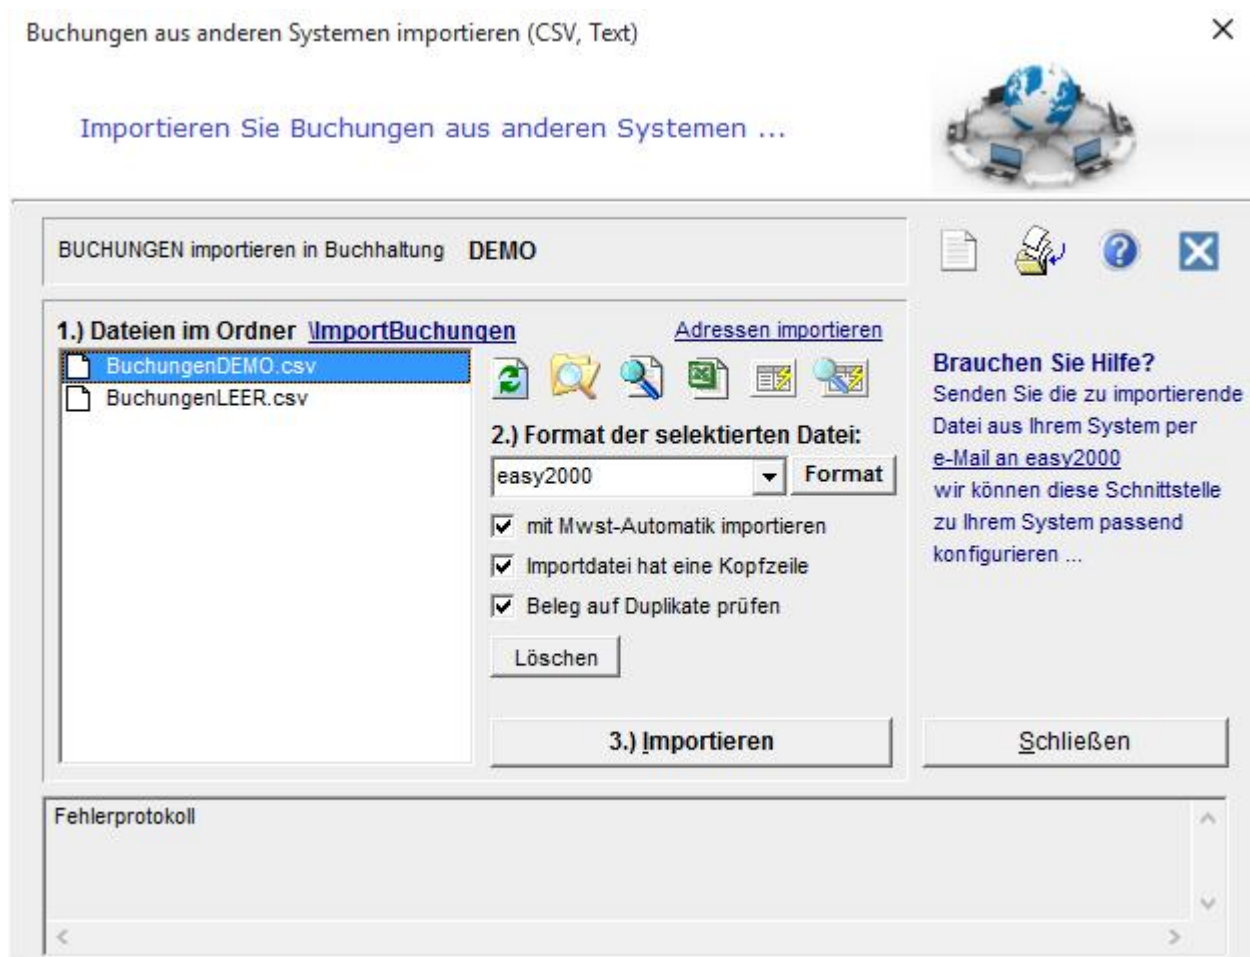 Buchungen aus anderen Systemen importieren (CSV, Text)
Importieren Sie Buchungen aus anderen Systemen ...
BUCHUNGEN importieren in Buchhaltung DEMO
1.) Dateien im Ordner \ImportBuchungen
Adressen importieren
BuchungenDEMO.csv
BuchungenLEER.csv
2.) Format der selektierten Datei:
easy2000
Format
mit Mwst-Automatik importieren
Importdatei hat eine Kopfzeile
Beleg auf Duplikate prüfen
Löschen
3.) Importieren
Brauchen Sie Hilfe?
Senden Sie die zu importierende
Datei aus Ihrem System per
e-Mail an easy2000
wir können diese Schnittstelle
zu Ihrem System passend
konfigurieren ...
Schließen
Fehlerprotokoll